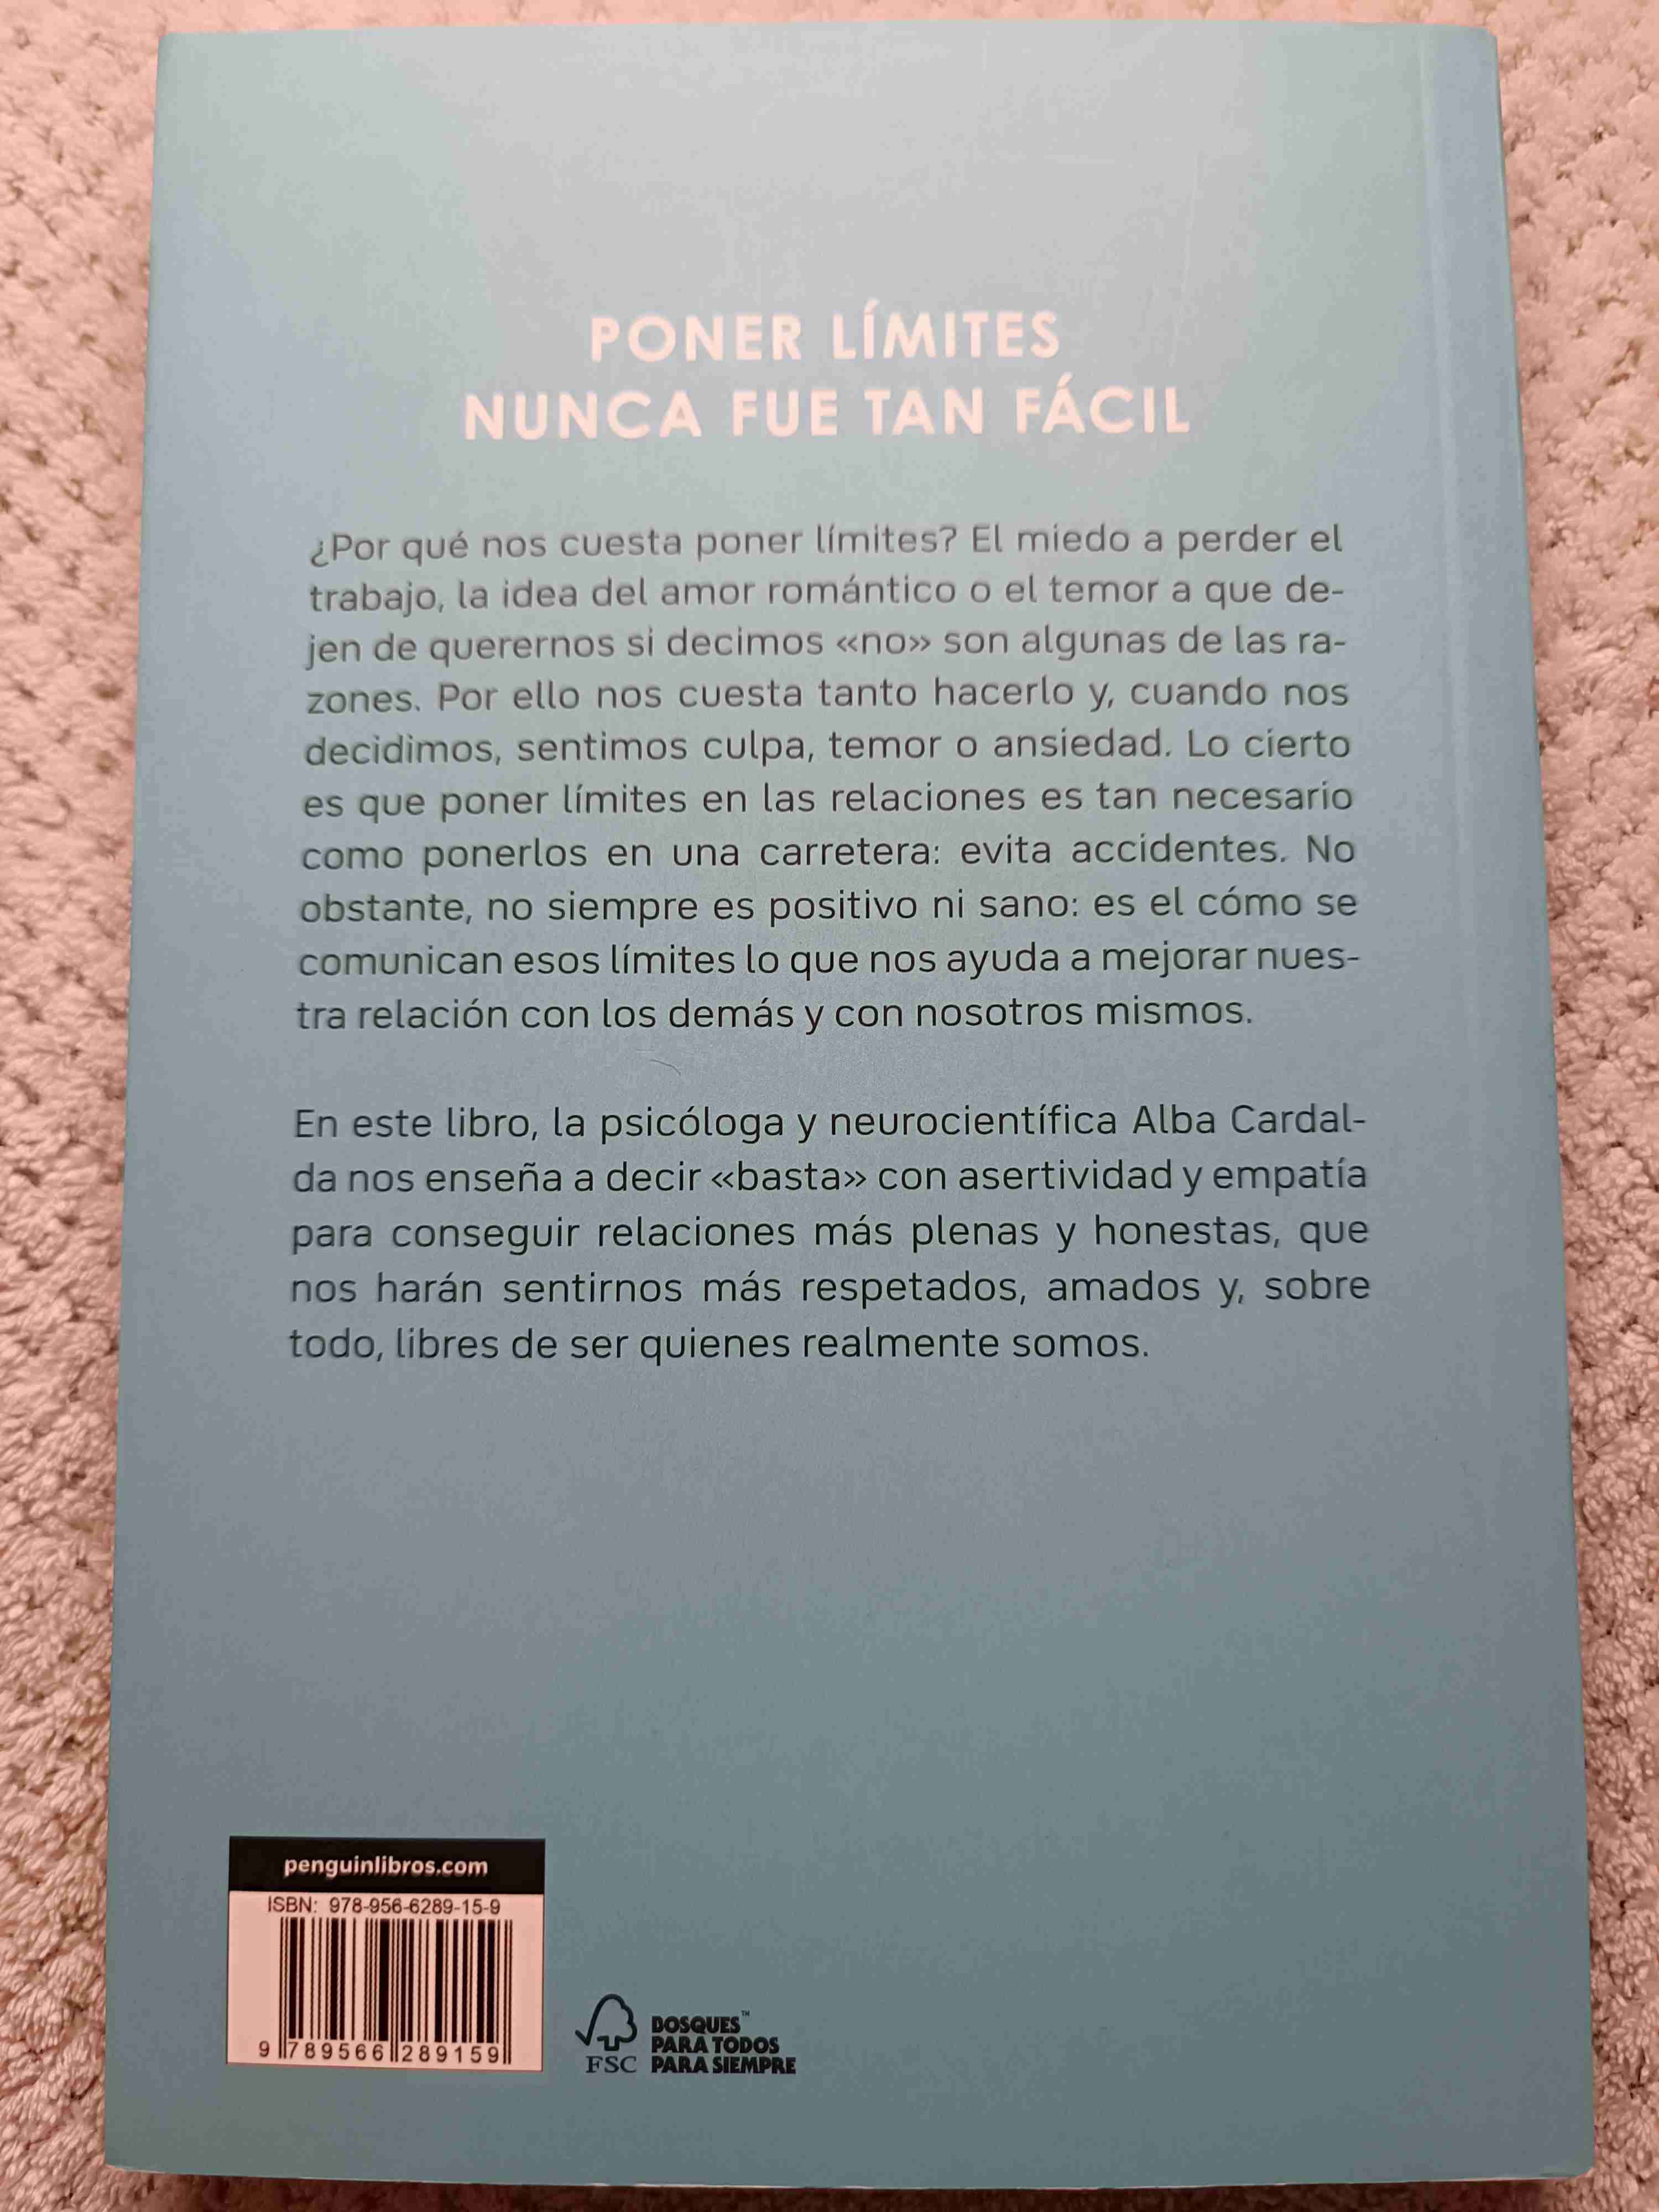 PONER LÍMITES
NUNCA FUE TAN FÁCIL
¿Por qué nos cuesta poner límites? El miedo a perder el
trabajo, la idea del amor romántico o el temor a que de-
jen de querernos si decimos «no» son algunas de las ra-
zones. Por ello nos cuesta tanto hacerlo y, cuando nos
decidimos, sentimos culpa, temor o ansiedad. Lo cierto
es que poner límites en las relaciones es tan necesario
como ponerlos en una carretera: evita accidentes. No
obstante, no siempre es positivo ni sano: es el cómo se
comunican esos límites lo que nos ayuda a mejorar nues-
tra relación con los demás y con nosotros mismos.
En este libro, la psicóloga y neurocientífica Alba Cardal-
da nos enseña a decir «basta» con asertividad y empatía
para conseguir relaciones más plenas y honestas, que
nos harán sentirnos más respetados, amados y, sobre
todo, libres de ser quienes realmente somos.
penguinlibros.com
ISBN: 978-956-6289-15-9
9 789566 289159
FSC
BOSQUES™
PARA TODOS
PARA SIEMPRE